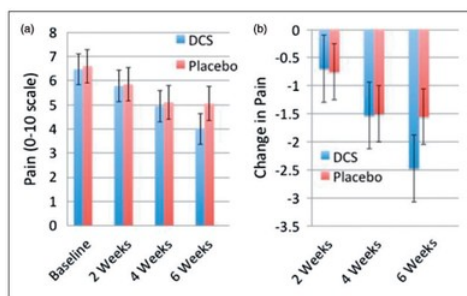 (a)
8
7
6
5
4
3
2
1
0
Pain (0-10 scale)
DCS
Placebo
Baseline
2 Weeks
4 Weeks
6 Weeks
(b)
0
-0.5
-1
-1.5
-2
-2.5
-3
-3.5
Change in Pain
DCS
Placebo
2 Weeks
4 Weeks
6 Weeks